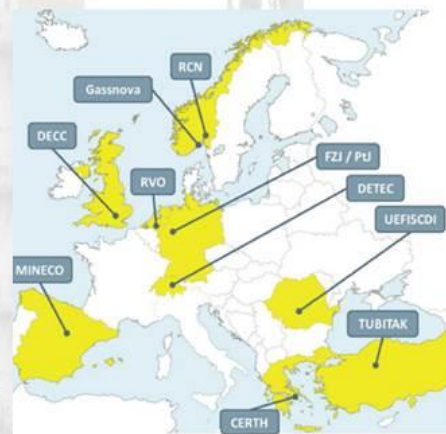 RCN
Gassnova
DECC
FZJ / PtJ
RVO
DETEC
UEFISCDI
MINECO
TUBITAK
CERTH